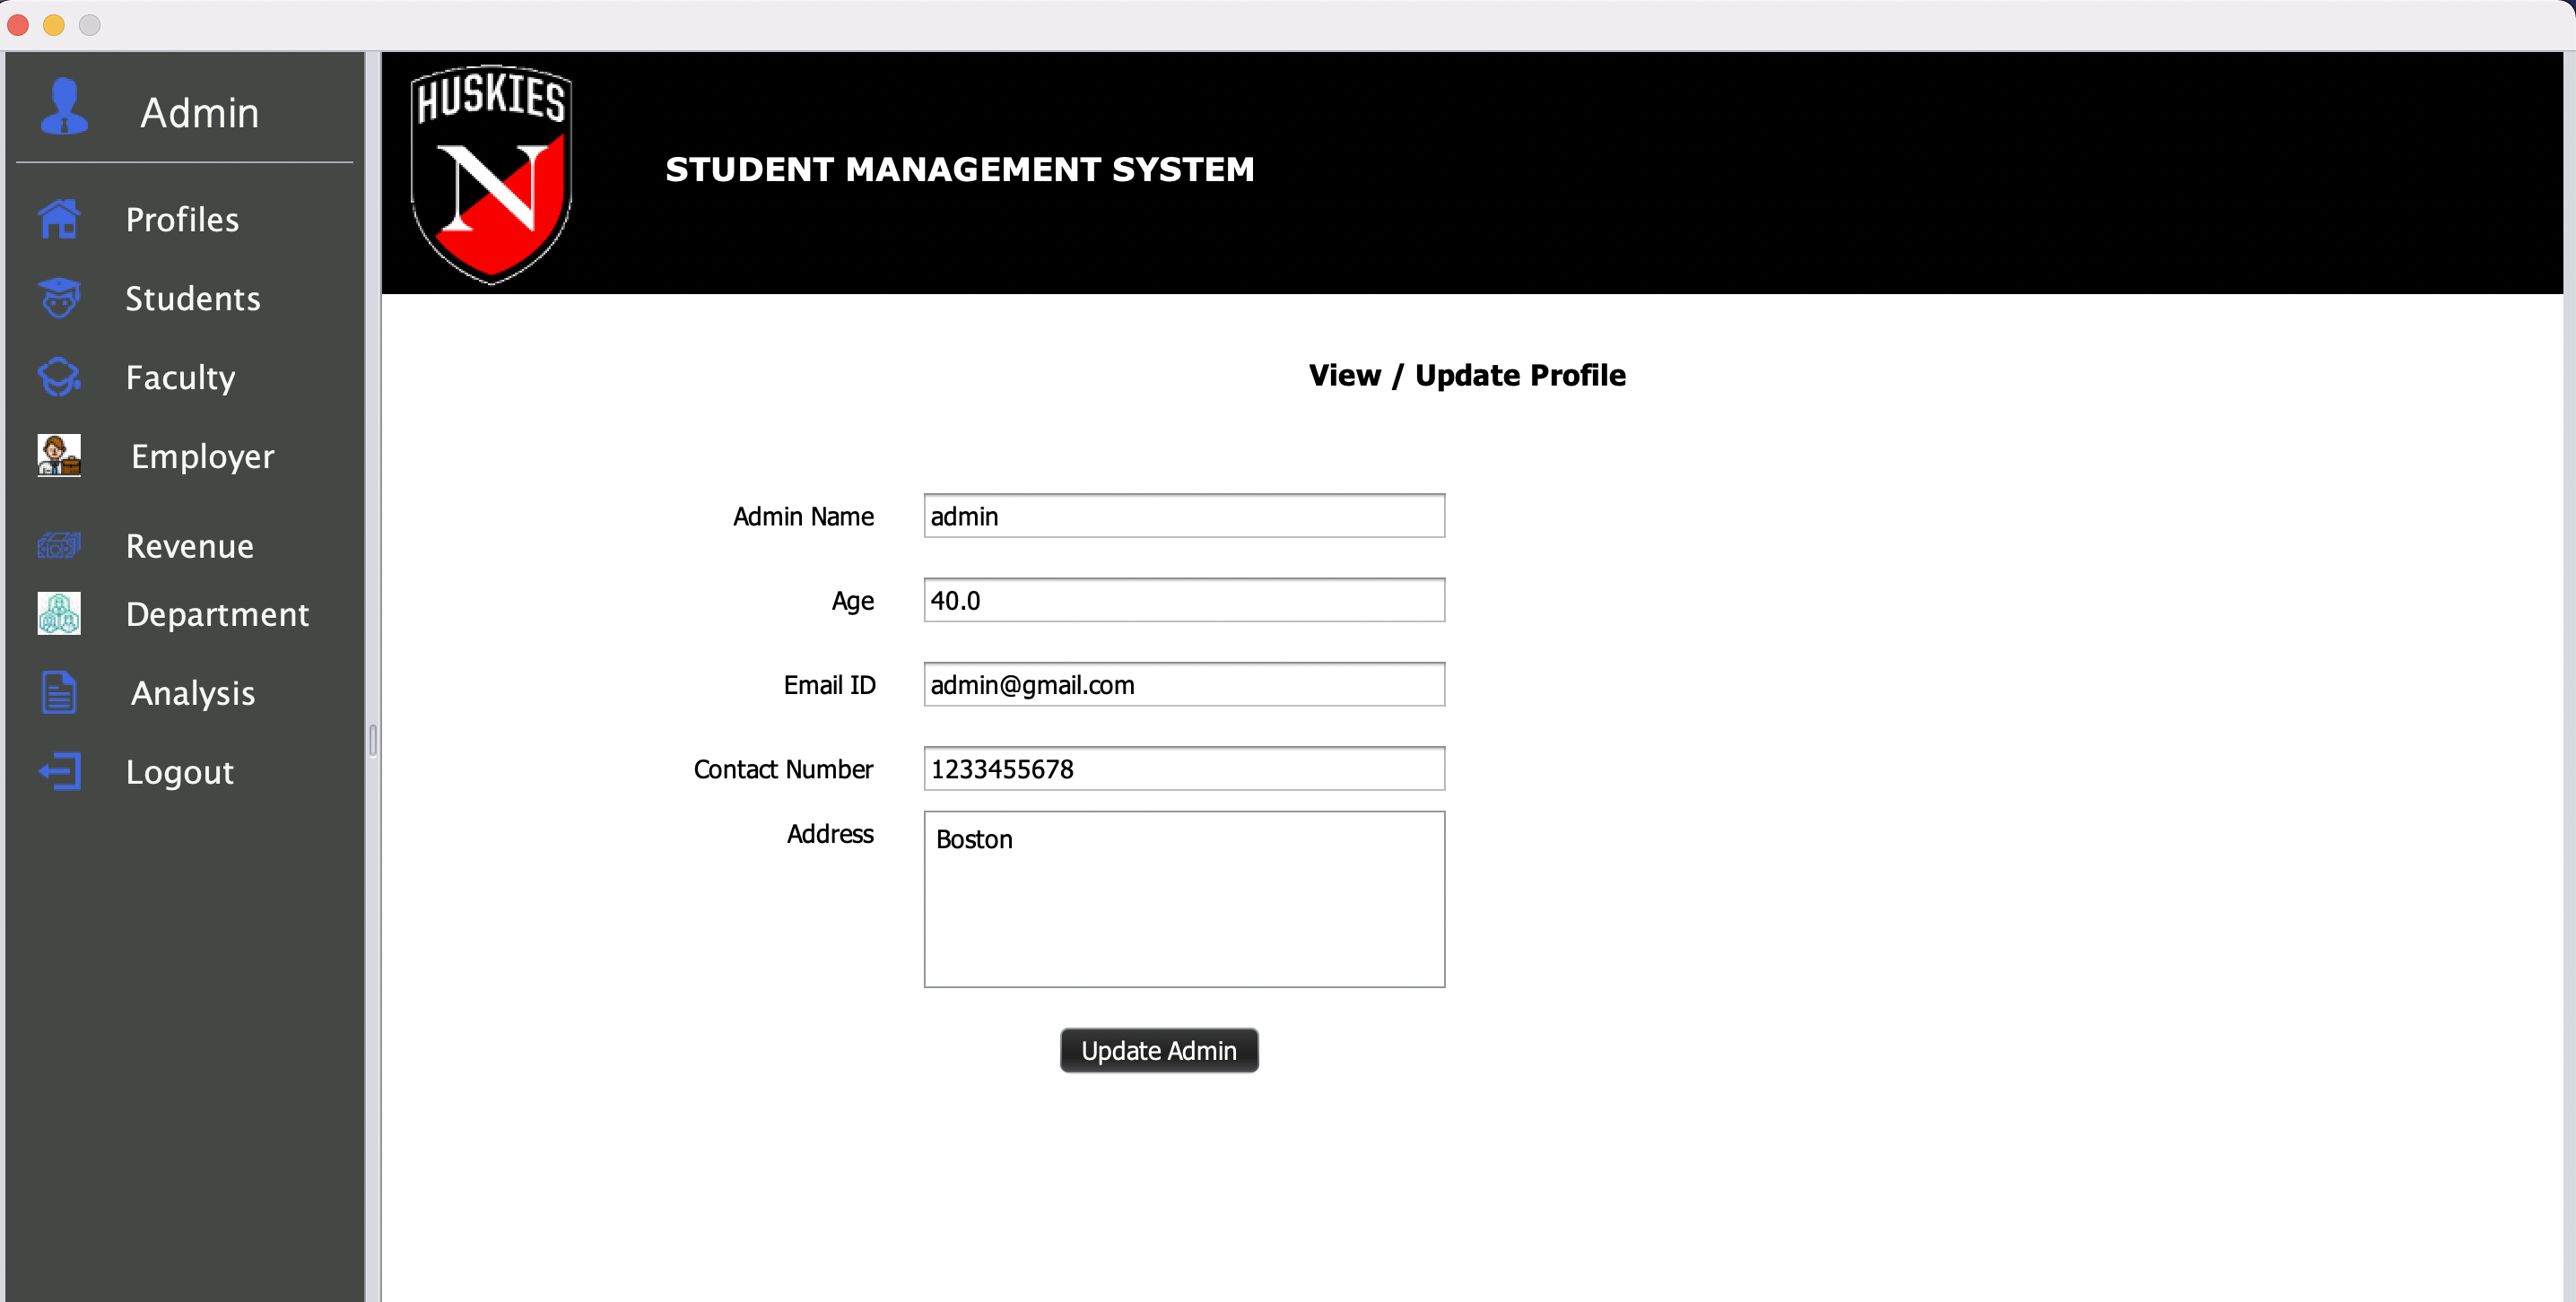 Admin
Profiles
Students
Faculty
Employer
Revenue
Department
Analysis
Logout
HUSKIES
N
STUDENT MANAGEMENT SYSTEM
View / Update Profile
Admin Name admin
Age 40.0
Email ID admin@gmail.com
Contact Number 1233455678
Address Boston
Update Admin